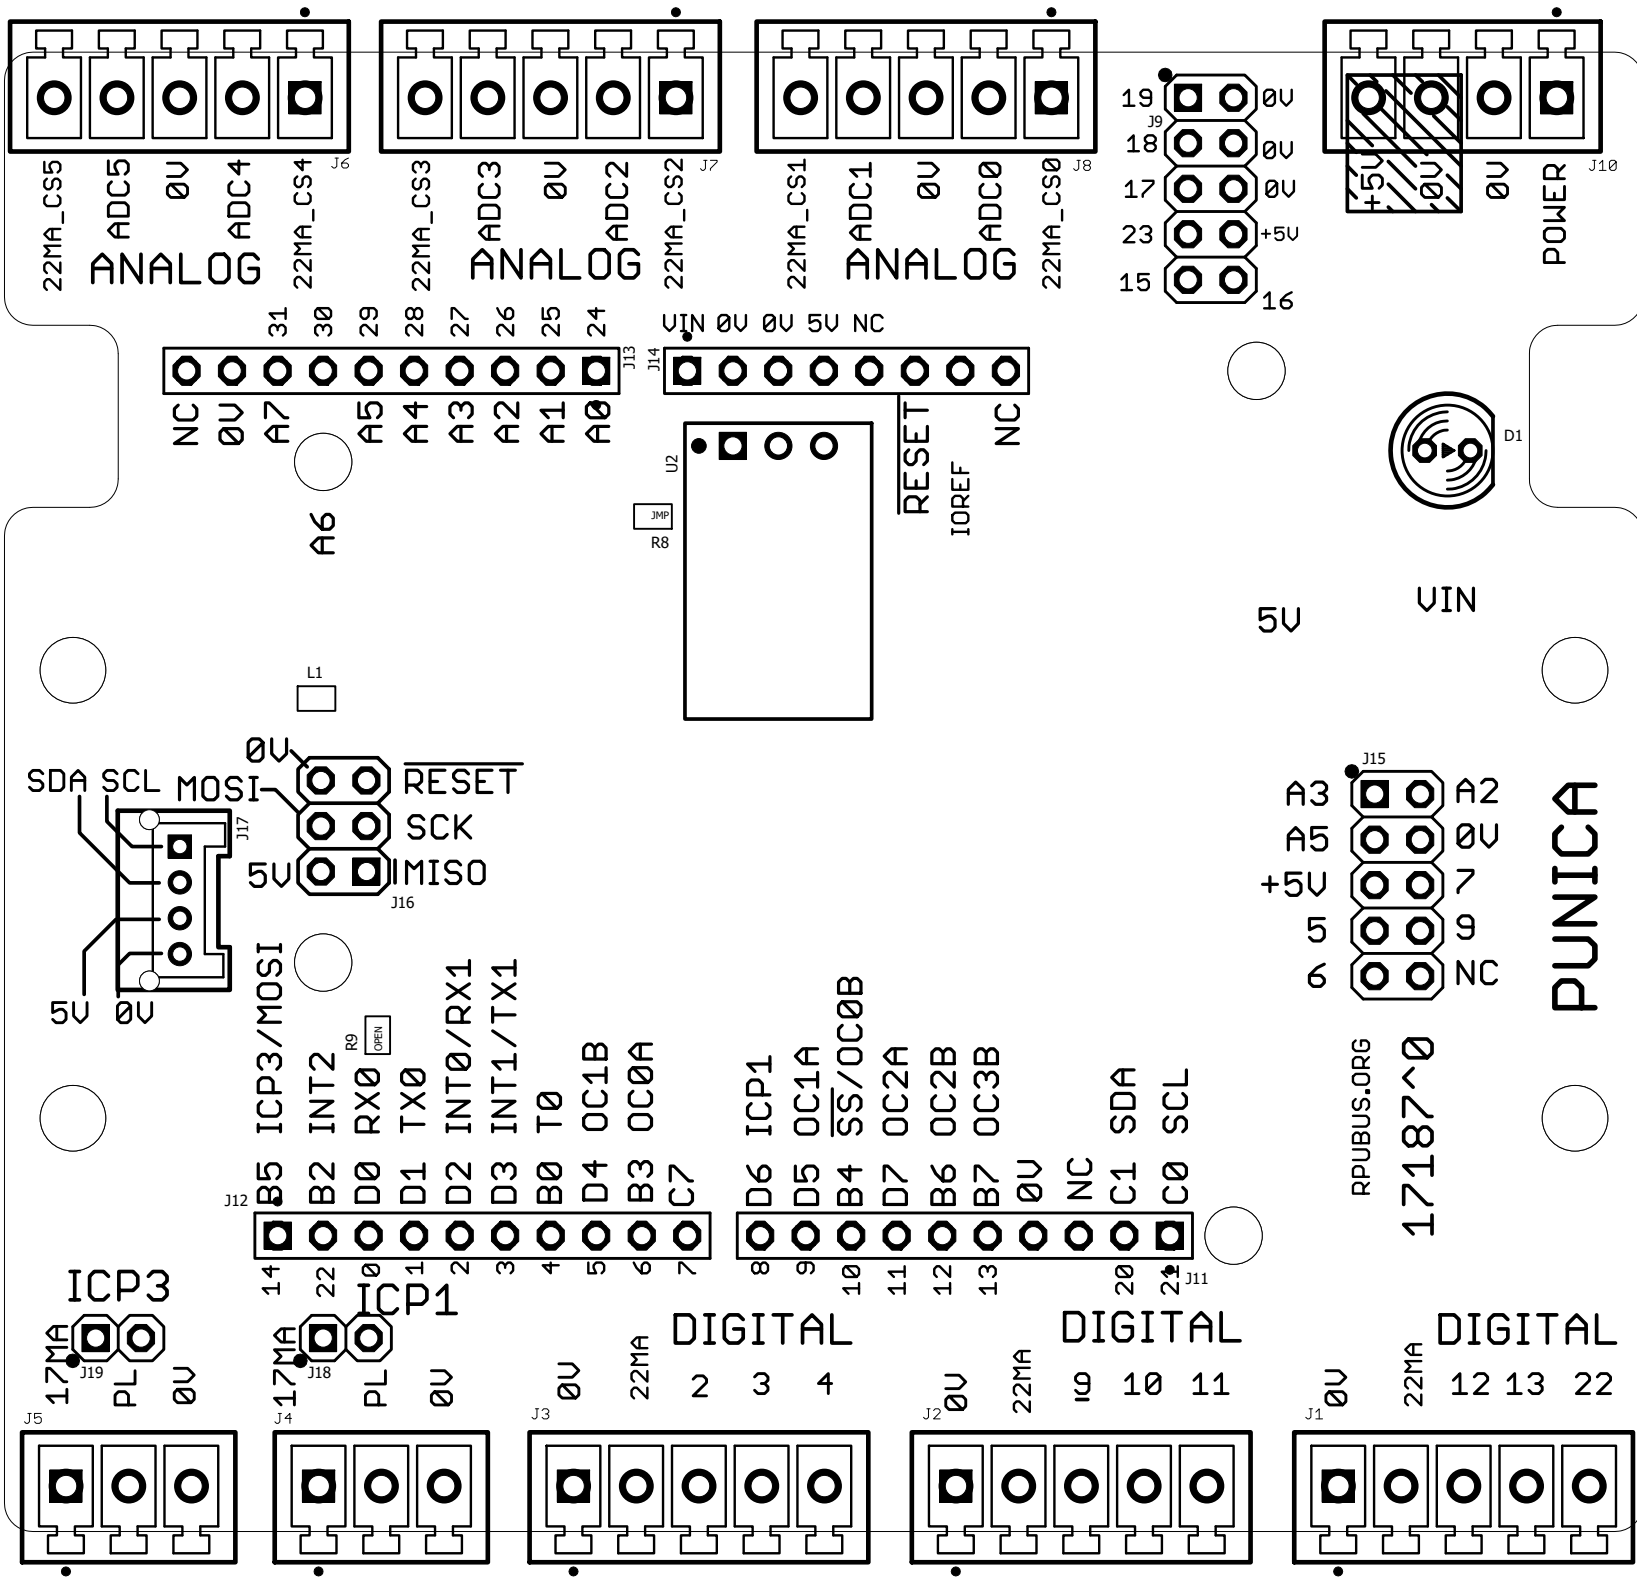 J6
J7
J8
J10
22MA_CS5 ADC5 0V ADC4 22MA_CS4
22MA_CS3 ADC3 0V ADC2 22MA_CS2
22MA_CS1 ADC1 0V ADC0 22MA_CS0
+5V 0V 0V POWER
ANALOG
ANALOG
ANALOG
J9
19 0V
18 0V
17 0V
23 +5V
15 16
31 30 29 28 27 26 25 24
J13
NC 0V A7 A5 A4 A3 A2 A1 A0
A6
VIN 0V 0V 5V NC
J14
RESET IOREF NC
U2
JMP
R8
D1
5V
VIN
L1
0V RESET
MOSI SCK
5V MISO
J16
SDA SCL
J17
5V 0V
J15
A3 A2
A5 0V
+5V 7
5 9
6 NC
PUNICA
RPUBUS.ORG
17187^0
R9
OPEN
ICP3/MOSI INT2 RX0 TX0 INT0/RX1 INT1/TX1 T0 OC1B OC0A
B5 B2 D0 D1 D2 D3 B0 D4 B3 C7
J12
14 22 0 1 2 3 4 5 6 7
ICP1 OC1A SS/OC0B OC2A OC2B OC3B SDA SCL
D6 D5 B4 D7 B6 B7 0V NC C1 C0
8 9 10 11 12 13 20 21
J11
ICP3
17MA PL 0V
J19
J5
ICP1
17MA PL 0V
J18
J4
DIGITAL
0V 22MA 2 3 4
J3
DIGITAL
0V 22MA 9 10 11
J2
DIGITAL
0V 22MA 12 13 22
J1